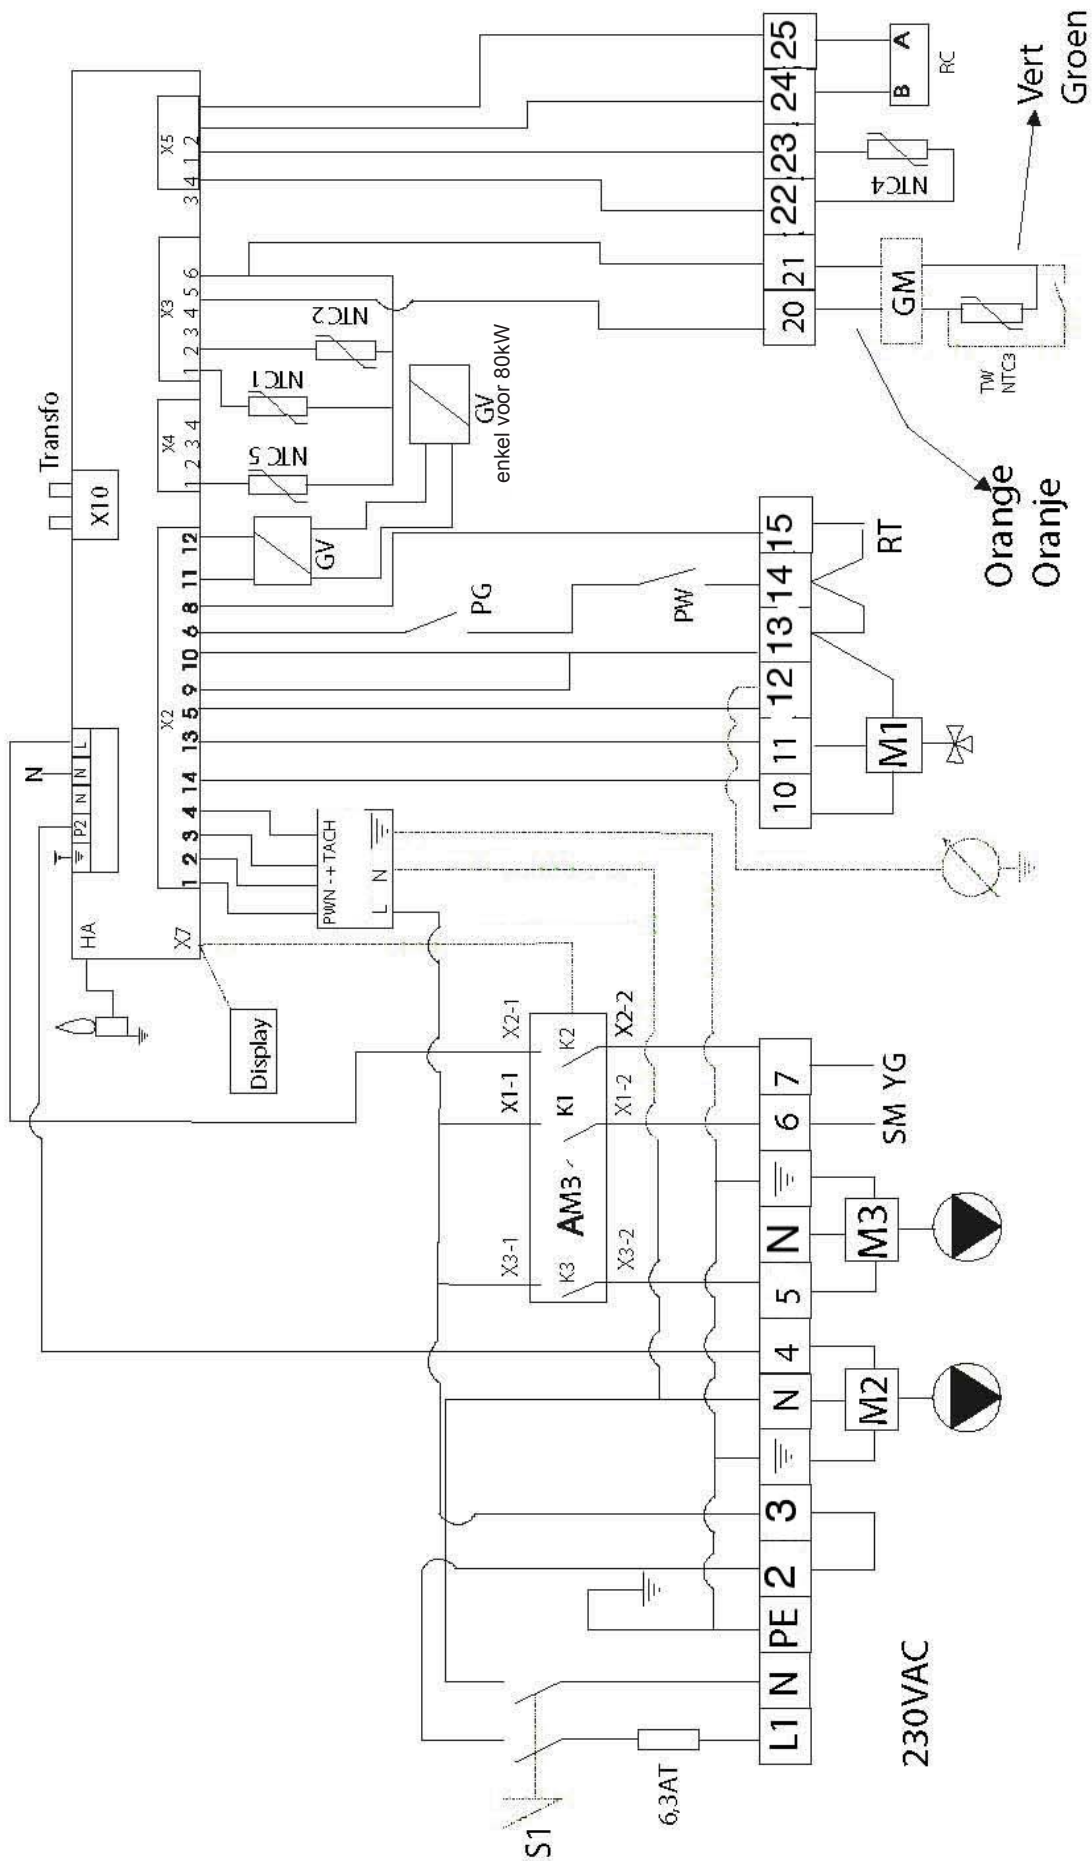 Transfo
X10
N
P2 N N L
HA
X7
X2
1 2 3 4 14 13 5 9 10 6 8 11 12
X4
1 2 3 4
X3
1 2 3 4 5 6
X5
3 4 1 2
Display
PWN - + TACH
L N
GV
GV
enkel voor 80kW
NTC5
NTC1
NTC2
PG
PW
X3-1
X1-1
X2-1
K3
AM3
K1
K2
X3-2
X1-2
X2-2
S1
6,3AT
L1 N PE 2 3 N 4 5 N 6 7
10 11 12 13 14 15
20 21 22 23 24 25
230VAC
M2
M3
SM YG
M1
RT
GM
TW
NTC3
NTC4
B A
RC
Orange
Oranje
Vert
Groen